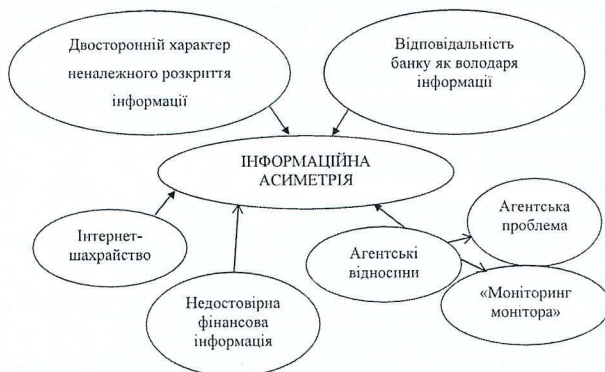 Двосторонній характер
неналежного розкриття
інформації
Відповідальність
банку як володаря
інформації
ІНФОРМАЦІЙНА
АСИМЕТРІЯ
Інтернет-
шахрайство
Недостовірна
фінансова
інформація
Агентські
відносини
Агентська
проблема
«Моніторинг
монітора»